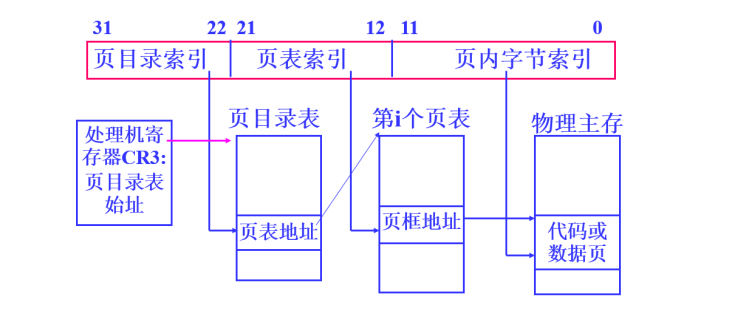 31 22 21 12 11 0
页目录索引 页表索引 页内字节索引
页目录表 第i个页表 物理主存
处理机寄
存器CR3:
页目录表
始址
页表地址
页框地址
代码或
数据页